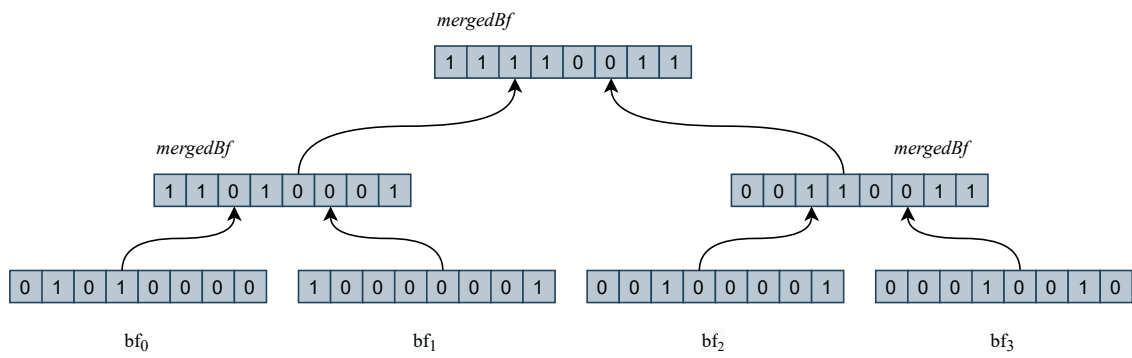 mergedBf
1 1 1 1 0 0 1 1
mergedBf mergedBf
1 1 0 1 0 0 0 1 0 0 1 1 0 0 1 1
0 1 0 1 0 0 0 0 1 0 0 0 0 0 0 1 0 0 1 0 0 0 0 1 0 0 0 1 0 0 1 0
bf₀ bf₁ bf₂ bf₃